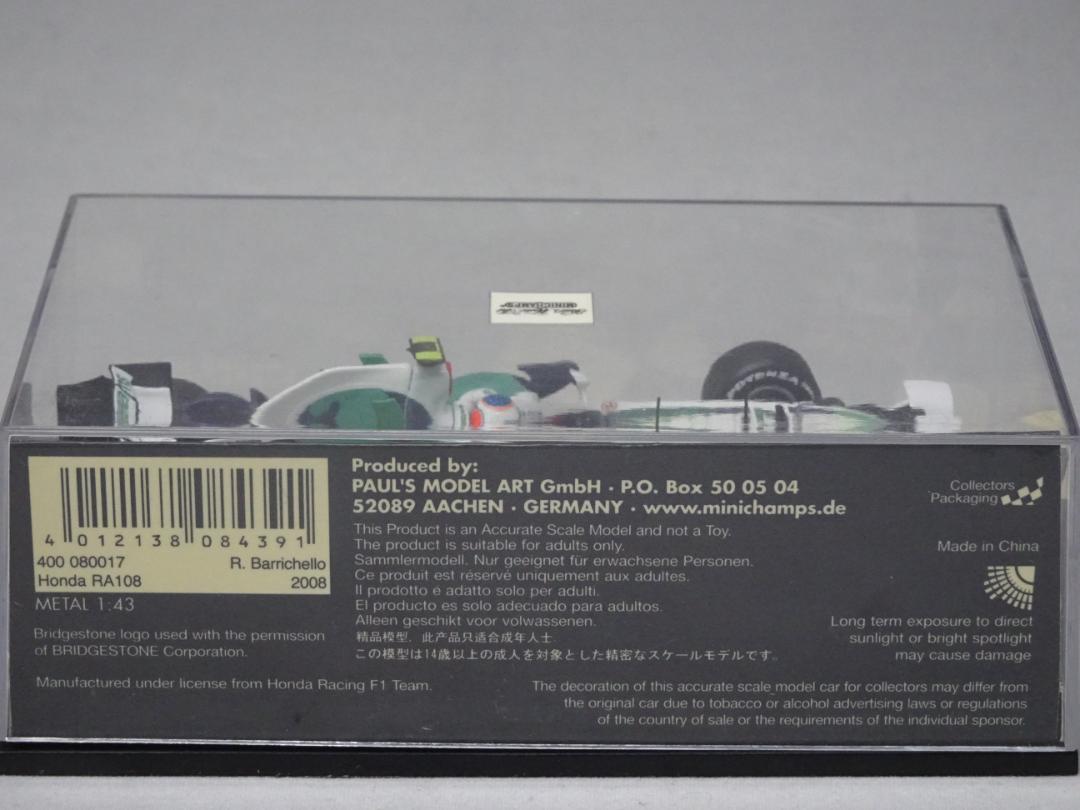 MINICHAMPS
POTENZA
4 012138 084391
400 080017
R. Barrichello
Honda RA108
2008
METAL 1:43
Bridgestone logo used with the permission
of BRIDGESTONE Corporation.
Manufactured under license from Honda Racing F1 Team.
Produced by:
PAUL'S MODEL ART GmbH · P.O. Box 50 05 04
52089 AACHEN · GERMANY · www.minichamps.de
This Product is an Accurate Scale Model and not a Toy.
The product is suitable for adults only.
Sammlermodell. Nur geeignet für erwachsene Personen.
Ce produit est réservé uniquement aux adultes.
Il prodotto e adatto solo per adulti.
El producto es solo adecuado para adultos.
Alleen geschikt voor volwassenen.
精品模型，此产品只适合成年人士
この模型は14歳以上の成人を対象とした精密なスケールモデルです。
Collectors
Packaging
Made in China
Long term exposure to direct
sunlight or bright spotlight
may cause damage
The decoration of this accurate scale model car for collectors may differ from
the original car due to tobacco or alcohol advertising laws or regulations
of the country of sale or the requirements of the individual sponsor.